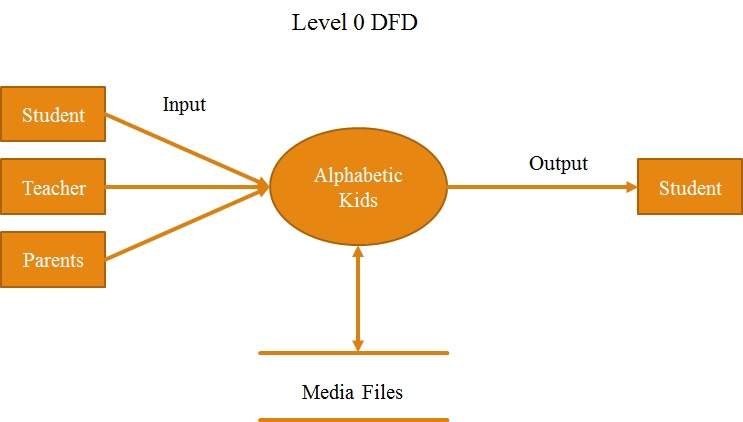 Level 0 DFD
Input
Student
Teacher
Parents
Alphabetic
Kids
Output
Student
Media Files